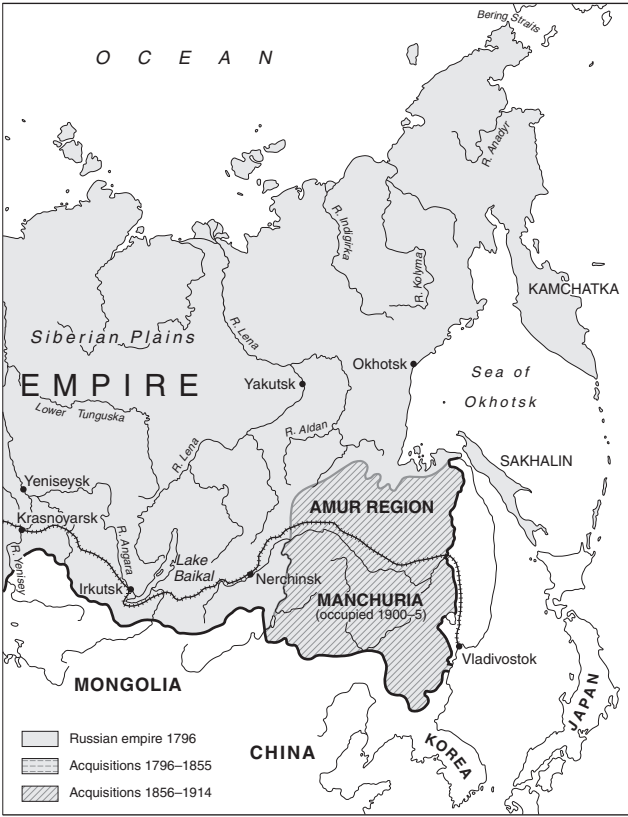 Bering Straits
OCEAN
R. Anadyr
R. Indigirka
R. Kolyma
KAMCHATKA
Siberian Plains
R. Lena
Okhotsk
Sea of
Okhotsk
EMPIRE
Yakutsk
Lower Tunguska
R. Aldan
R. Lena
SAKHALIN
Yeniseysk
AMUR REGION
Krasnoyarsk
R. Angara
R. Yenisey
Lake
Baikal
Nerchinsk
Irkutsk
MANCHURIA
(occupied 1900–5)
Vladivostok
MONGOLIA
JAPAN
KOREA
CHINA
Russian empire 1796
Acquisitions 1796–1855
Acquisitions 1856–1914